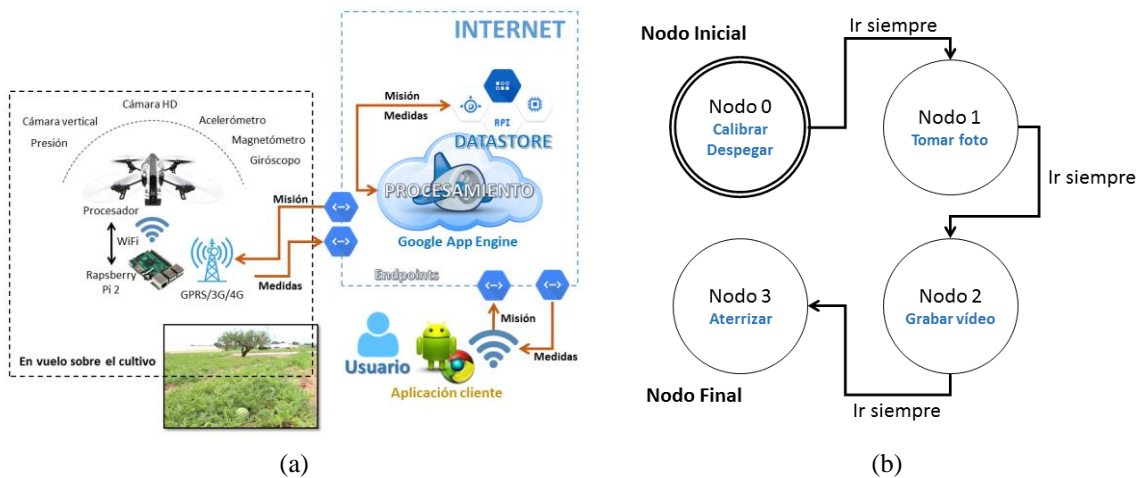 INTERNET
Cámara HD
Cámara vertical
Acelerómetro
Presión
Magnetómetro
Giróscopo
Procesador
WiFi
Rapsberry
Pi 2
GPRS/3G/4G
Misión
Medidas
En vuelo sobre el cultivo
Misión
Medidas
API
DATASTORE
PROCESAMIENTO
Google App Engine
Endpoints
Misión
Medidas
Usuario
Aplicación cliente
(a)
Nodo Inicial
Ir siempre
Nodo 0
Calibrar
Despegar
Nodo 1
Tomar foto
Ir siempre
Nodo 3
Aterrizar
Nodo 2
Grabar vídeo
Nodo Final
Ir siempre
(b)